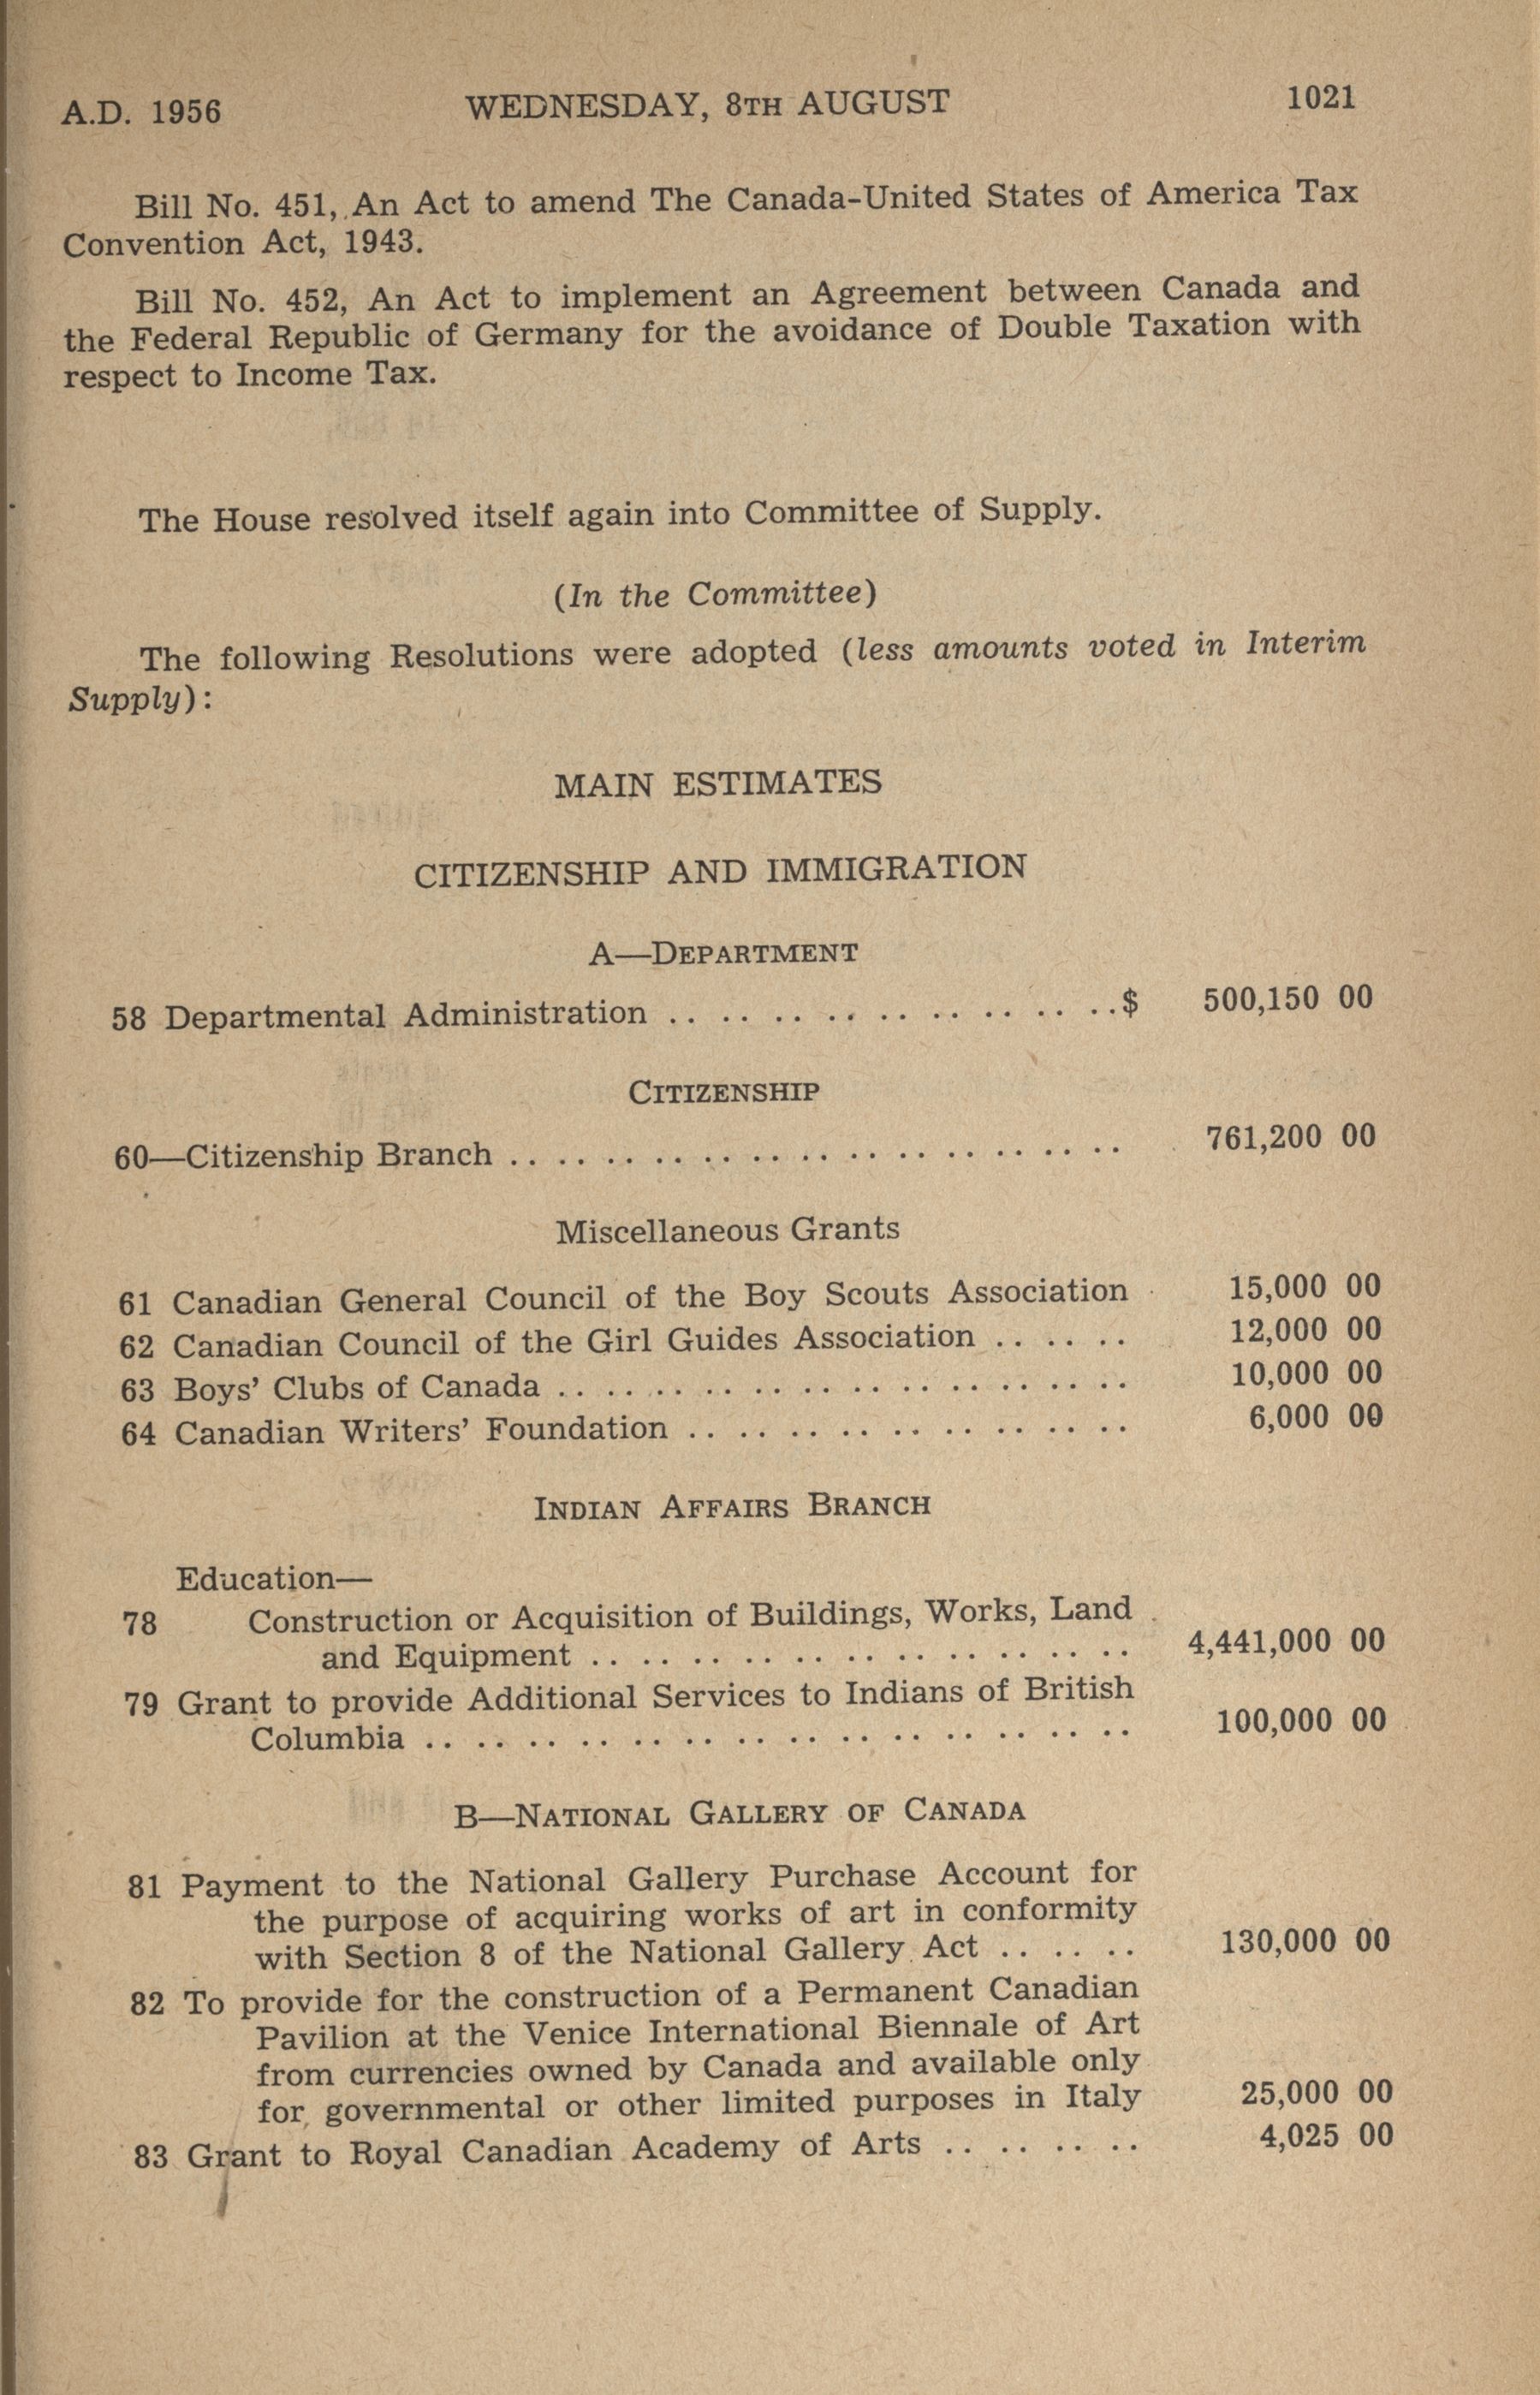 A.D. 1956 WEDNESDAY, 8TH AUGUST 1021
Bill No. 451, An Act to amend The Canada-United States of America Tax
Convention Act, 1943.
Bill No. 452, An Act to implement an Agreement between Canada and
the Federal Republic of Germany for the avoidance of Double Taxation with
respect to Income Tax.
The House resolved itself again into Committee of Supply.
(In the Committee)
The following Resolutions were adopted (less amounts voted in Interim
Supply):
MAIN ESTIMATES
CITIZENSHIP AND IMMIGRATION
A—DEPARTMENT
58 Departmental Administration . . . . . . . . . . . . . . . . . .$ 500,150 00
CITIZENSHIP
60—Citizenship Branch . . . . . . . . . . . . . . . . . . . . . . . . . . 761,200 00
Miscellaneous Grants
61 Canadian General Council of the Boy Scouts Association 15,000 00
62 Canadian Council of the Girl Guides Association . . . . . . 12,000 00
63 Boys' Clubs of Canada . . . . . . . . . . . . . . . . . . . . . . . . 10,000 00
64 Canadian Writers' Foundation . . . . . . . . . . . . . . . . . . 6,000 00
INDIAN AFFAIRS BRANCH
Education—
78 Construction or Acquisition of Buildings, Works, Land
and Equipment . . . . . . . . . . . . . . . . . . . . . . 4,441,000 00
79 Grant to provide Additional Services to Indians of British
Columbia . . . . . . . . . . . . . . . . . . . . . . . . . . . . 100,000 00
B—NATIONAL GALLERY OF CANADA
81 Payment to the National Gallery Purchase Account for
the purpose of acquiring works of art in conformity
with Section 8 of the National Gallery Act . . . . . . 130,000 00
82 To provide for the construction of a Permanent Canadian
Pavilion at the Venice International Biennale of Art
from currencies owned by Canada and available only
for governmental or other limited purposes in Italy 25,000 00
83 Grant to Royal Canadian Academy of Arts . . . . . . . . 4,025 00